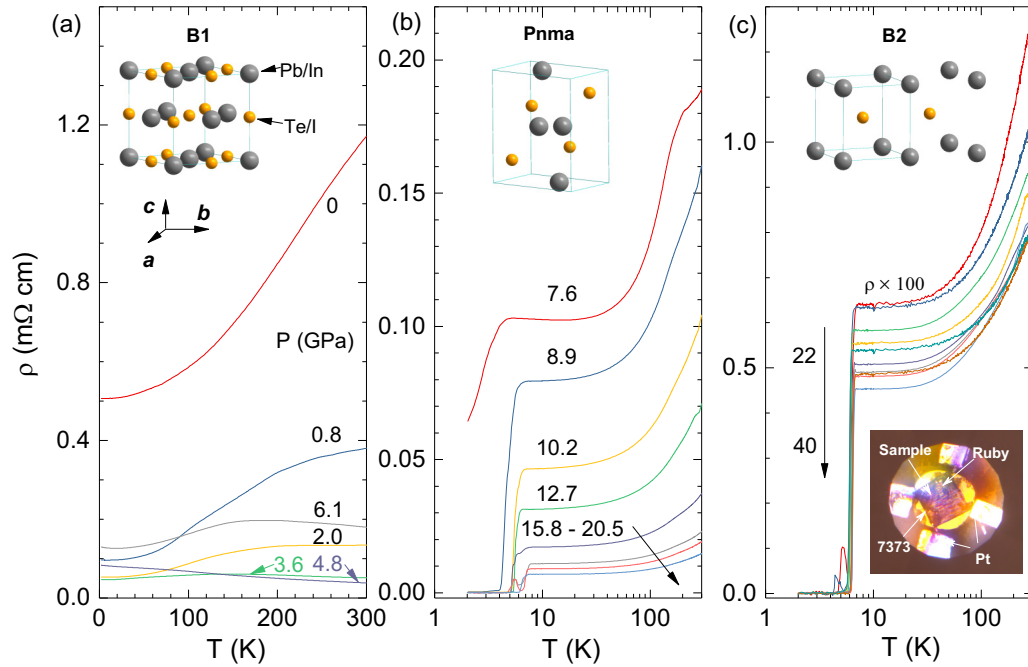 (a)
B1
Pb/In
Te/I
c
b
a
0
P (GPa)
0.8
6.1
2.0
3.6
4.8
1.2
0.8
0.4
0.0
0
100
200
300
T (K)
ρ (mΩ cm)
(b)
Pnma
7.6
8.9
10.2
12.7
15.8 - 20.5
0.20
0.15
0.10
0.05
0.00
1
10
100
T (K)
(c)
B2
ρ × 100
22
40
Sample
Ruby
7373
Pt
1.0
0.5
0.0
1
10
100
T (K)